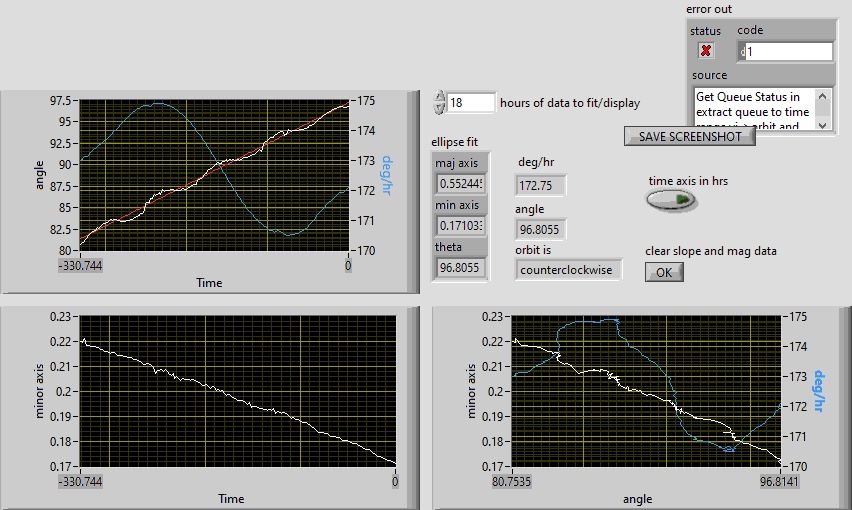 error out
status
code
d1
source
Get Queue Status in
extract queue to time
SAVE SCREENSHOT
18
hours of data to fit/display
ellipse fit
maj axis
0.55244
min axis
0.17103
theta
96.8055
deg/hr
172.75
angle
96.8055
orbit is
counterclockwise
time axis in hrs
clear slope and mag data
OK
97.5
95
92.5
90
87.5
85
82.5
80
angle
175
174
173
172
171
170
deg/hr
-330.744
0
Time
0.23
0.22
0.21
0.2
0.19
0.18
0.17
minor axis
-330.744
0
Time
0.23
0.22
0.21
0.2
0.19
0.18
0.17
minor axis
175
174
173
172
171
170
deg/hr
80.7535
96.8141
angle